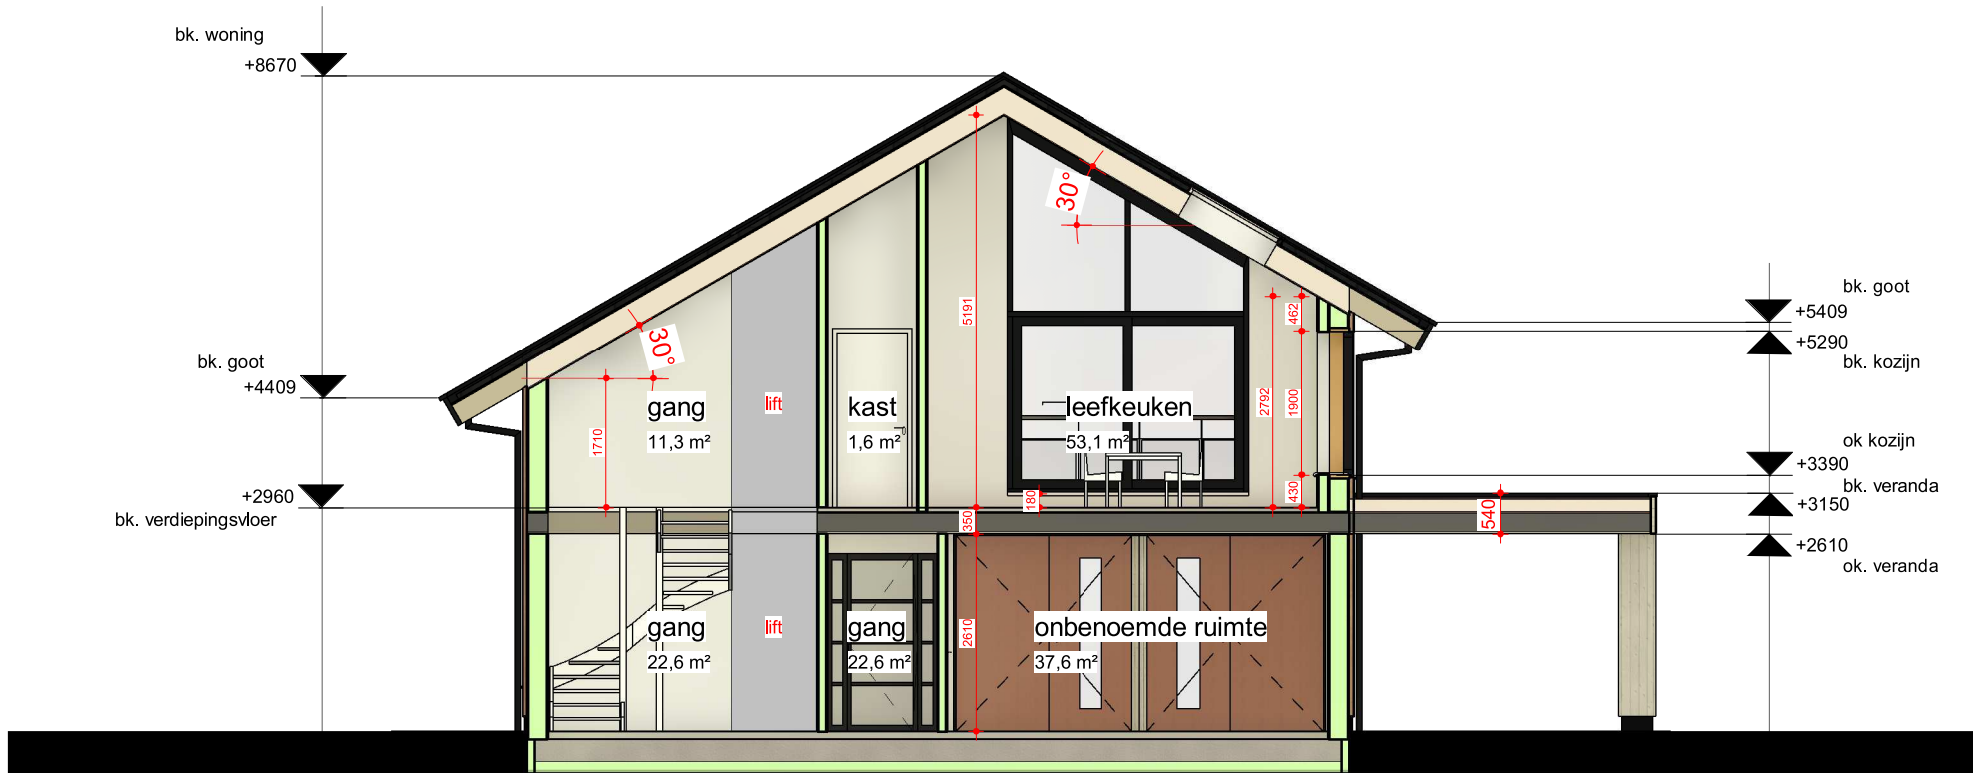 bk. woning
+8670
bk. goot
+4409
+2960
bk. verdiepingsvloer
30°
30°
5191
462
2792
1900
430
1710
180
350
2610
540
gang
11,3 m²
lift
kast
1,6 m²
leefkeuken
53,1 m²
gang
22,6 m²
lift
gang
22,6 m²
onbenoemde ruimte
37,6 m²
bk. goot
+5409
+5290
bk. kozijn
ok kozijn
+3390
bk. veranda
+3150
+2610
ok. veranda